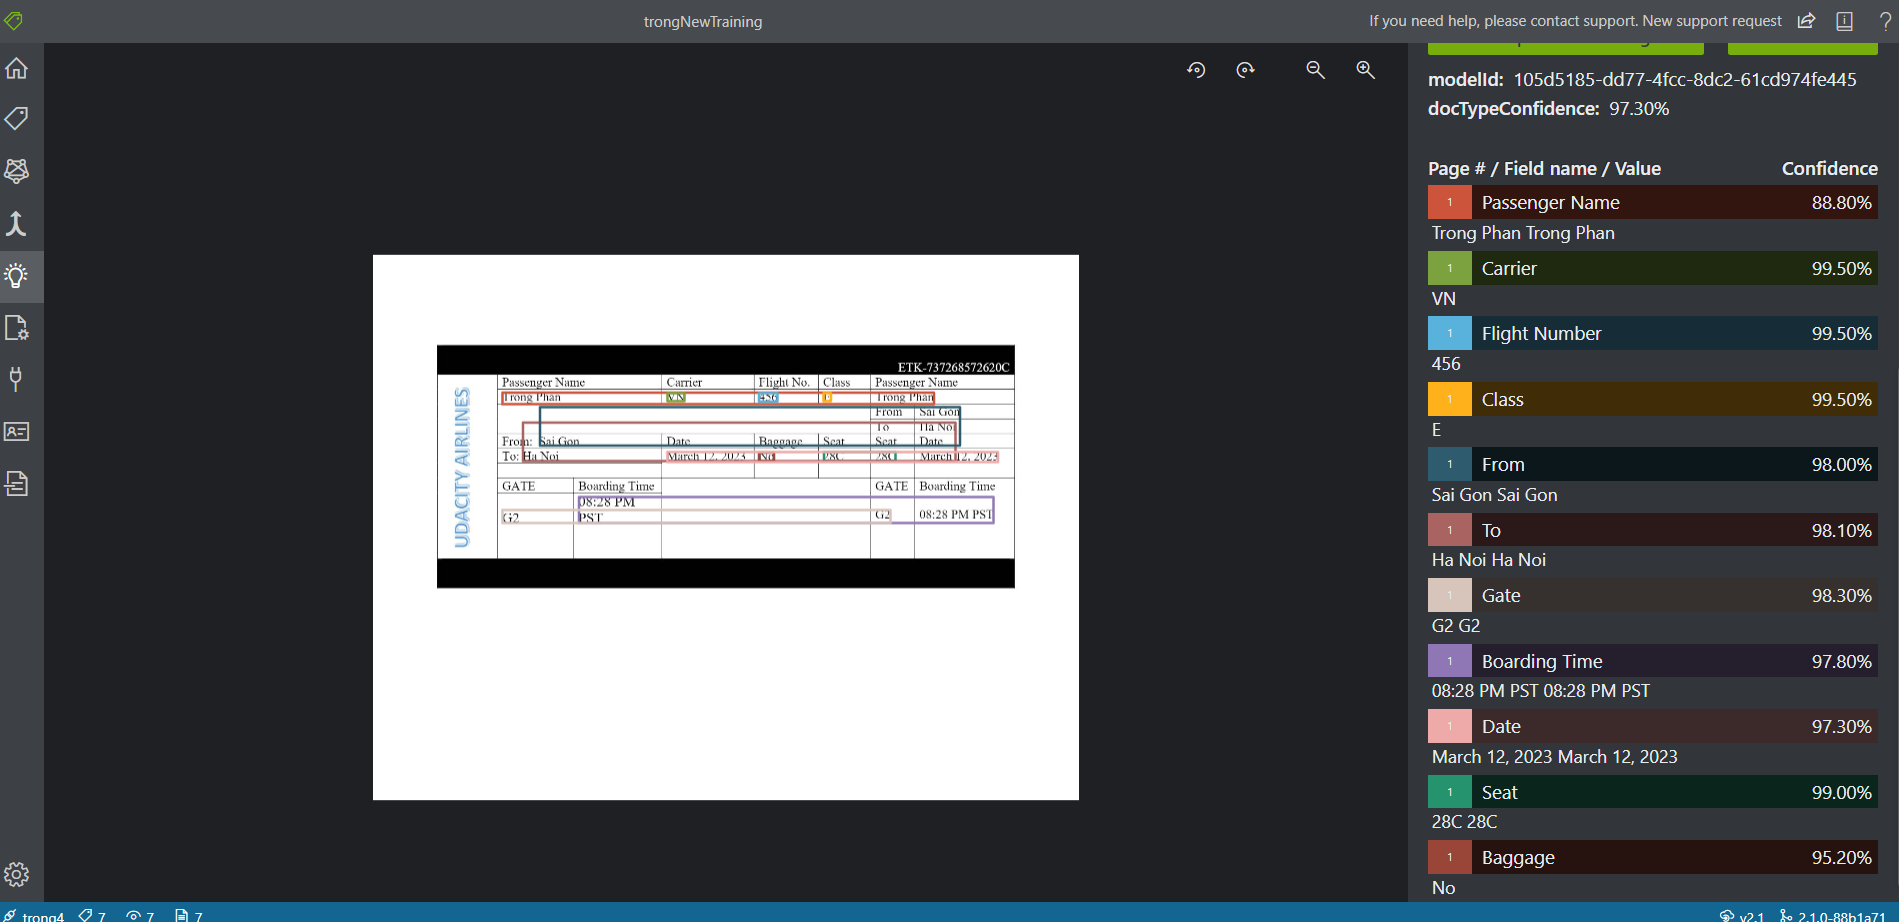 trongNewTraining
If you need help, please contact support. New support request
modelId: 105d5185-dd77-4fcc-8dc2-61cd974fe445
docTypeConfidence: 97.30%
Page # / Field name / Value Confidence
1 Passenger Name 88.80%
Trong Phan Trong Phan
1 Carrier 99.50%
VN
1 Flight Number 99.50%
456
1 Class 99.50%
E
1 From 98.00%
Sai Gon Sai Gon
1 To 98.10%
Ha Noi Ha Noi
1 Gate 98.30%
G2 G2
1 Boarding Time 97.80%
08:28 PM PST 08:28 PM PST
1 Date 97.30%
March 12, 2023 March 12, 2023
1 Seat 99.00%
28C 28C
1 Baggage 95.20%
No
ETK-737268572620C
UDACITY AIRLINES
Passenger Name Carrier Flight No. Class Passenger Name
Trong Phan VN 456 E Trong Phan
From Sai Gon
To Ha Noi
From: Sai Gon Date Baggage Seat Seat Date
To: Ha Noi March 12, 2023 No 28C 28C March 12, 2023
GATE Boarding Time GATE Boarding Time
08:28 PM
G2 PST G2 08:28 PM PST
trong4 7 7 7
v2.1 2.1.0-88b1a71